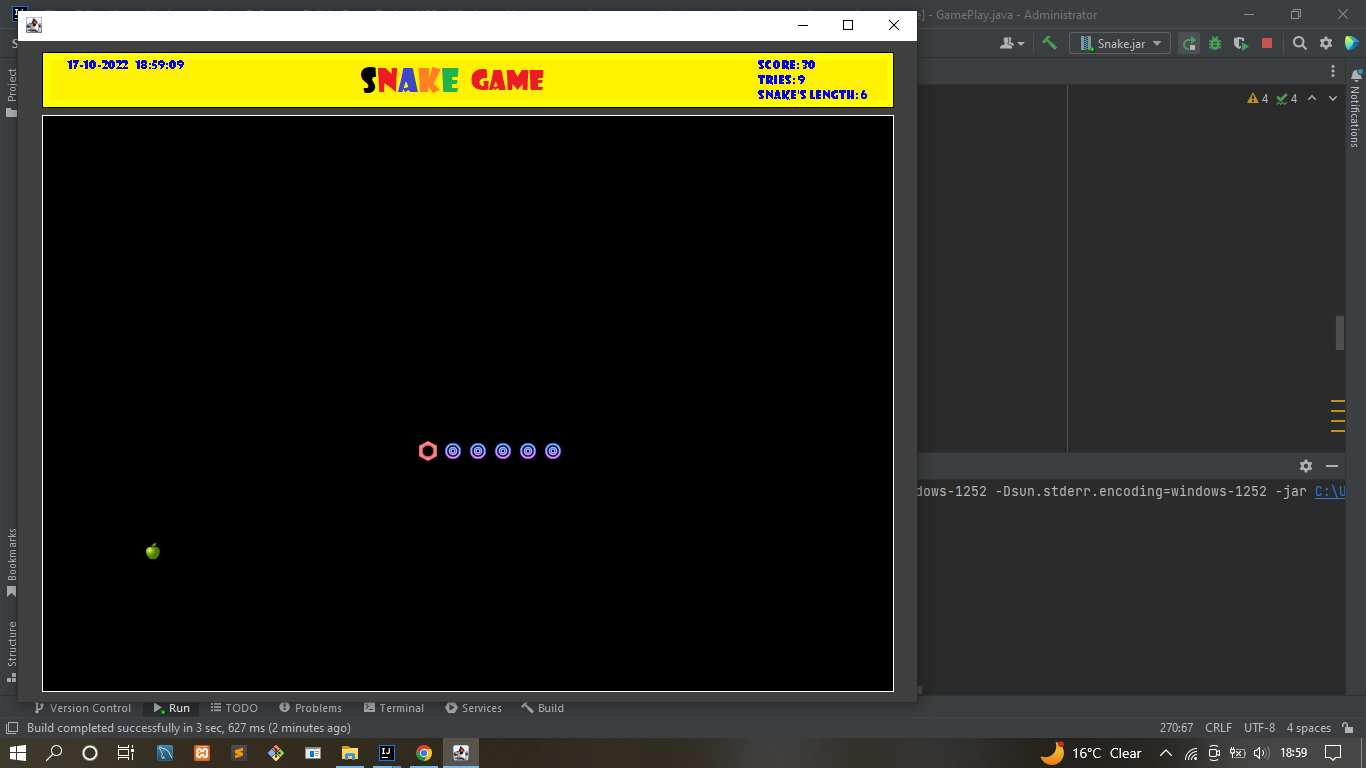 ] - GamePlay.java - Administrator
Snake.jar
17-10-2022 18:59:09
SNAKE GAME
SCORE: 30
TRIES: 9
SNAKE'S LENGTH: 6
Project
4 4
Notifications
dows-1252 -Dsun.stderr.encoding=windows-1252 -jar C:\U
Bookmarks
Structure
Version Control Run TODO Problems Terminal Services Build
Build completed successfully in 3 sec, 627 ms (2 minutes ago) 270:67 CRLF UTF-8 4 spaces
16°C Clear 18:59